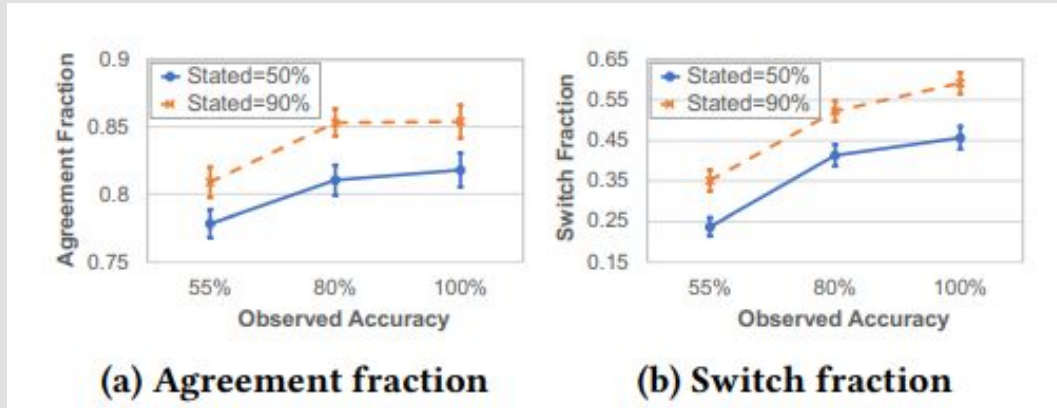 0.9
0.85
0.8
0.75
Agreement Fraction
Stated=50%
Stated=90%
55% 80% 100%
Observed Accuracy
(a) Agreement fraction
0.65
0.55
0.45
0.35
0.25
0.15
Switch Fraction
Stated=50%
Stated=90%
55% 80% 100%
Observed Accuracy
(b) Switch fraction